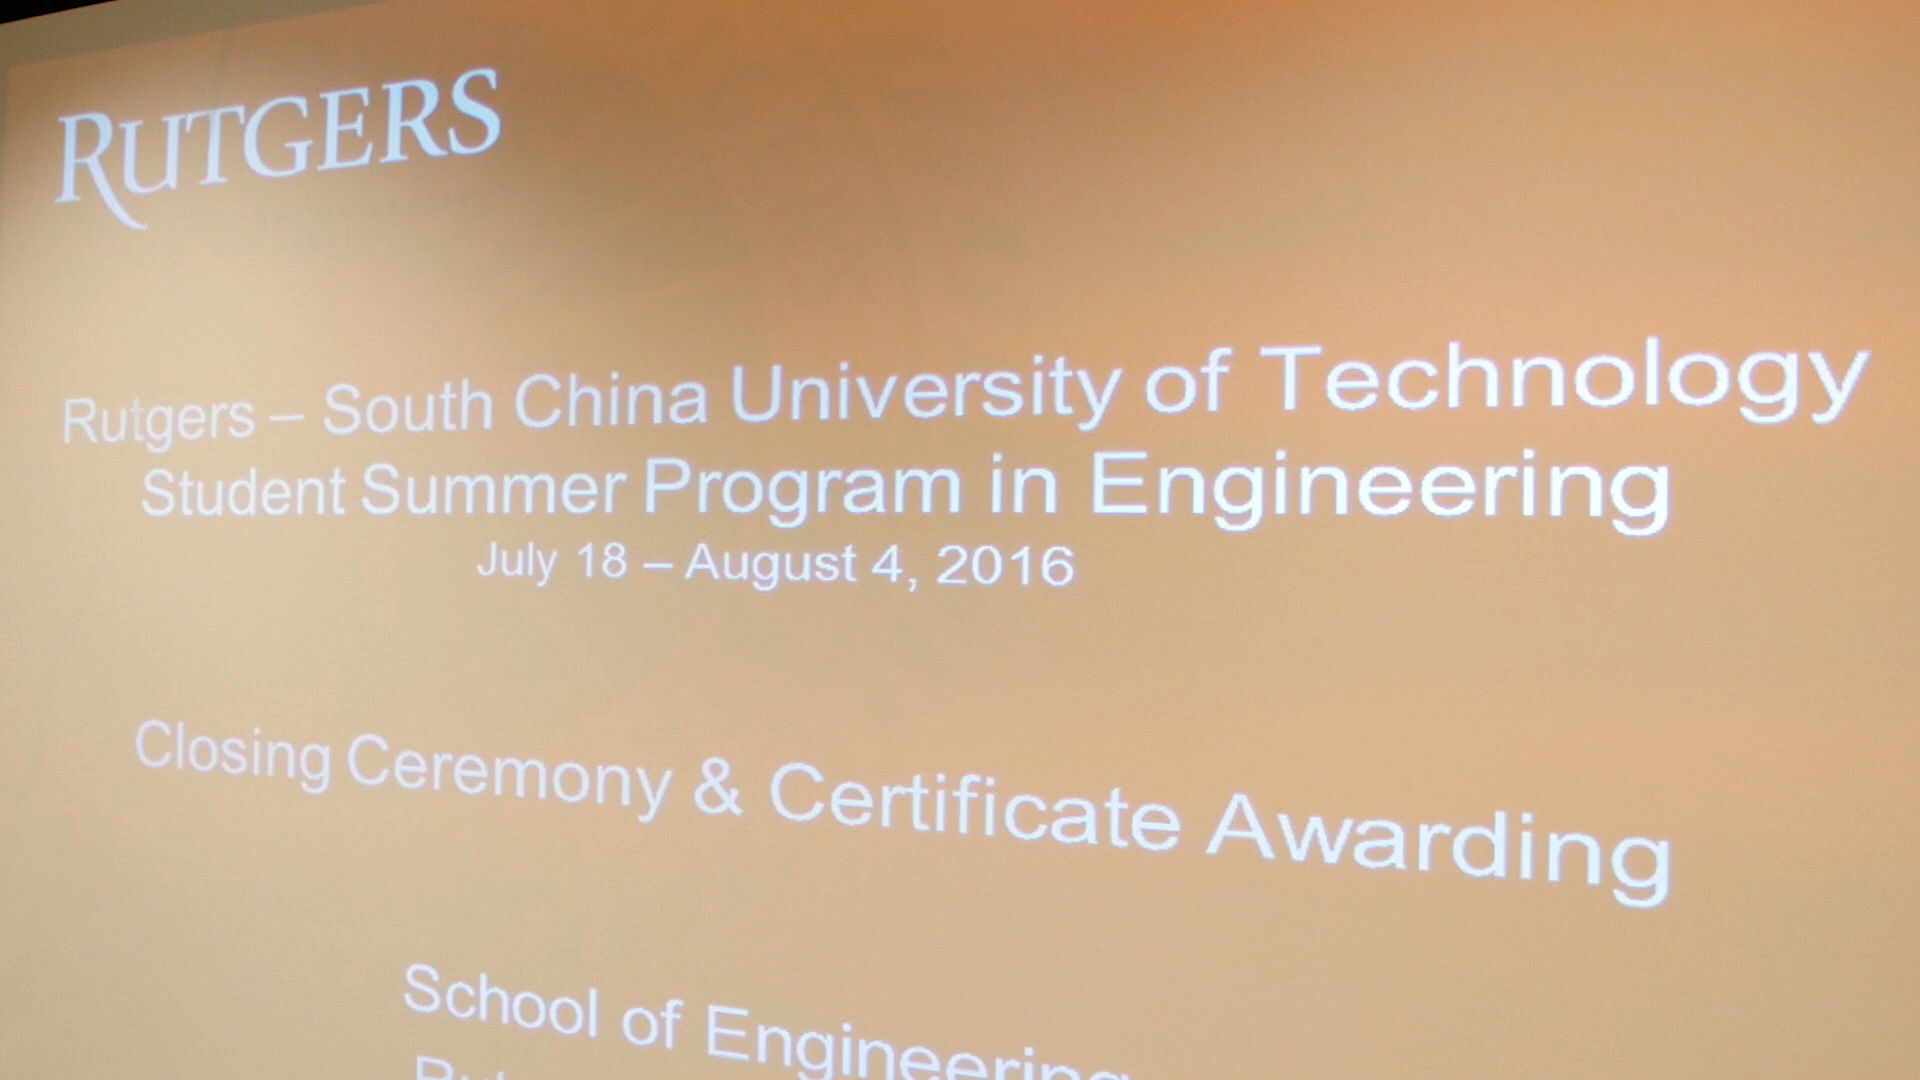 RUTGERS
Rutgers – South China University of Technology
Student Summer Program in Engineering
July 18 – August 4, 2016
Closing Ceremony & Certificate Awarding
School of Engineering